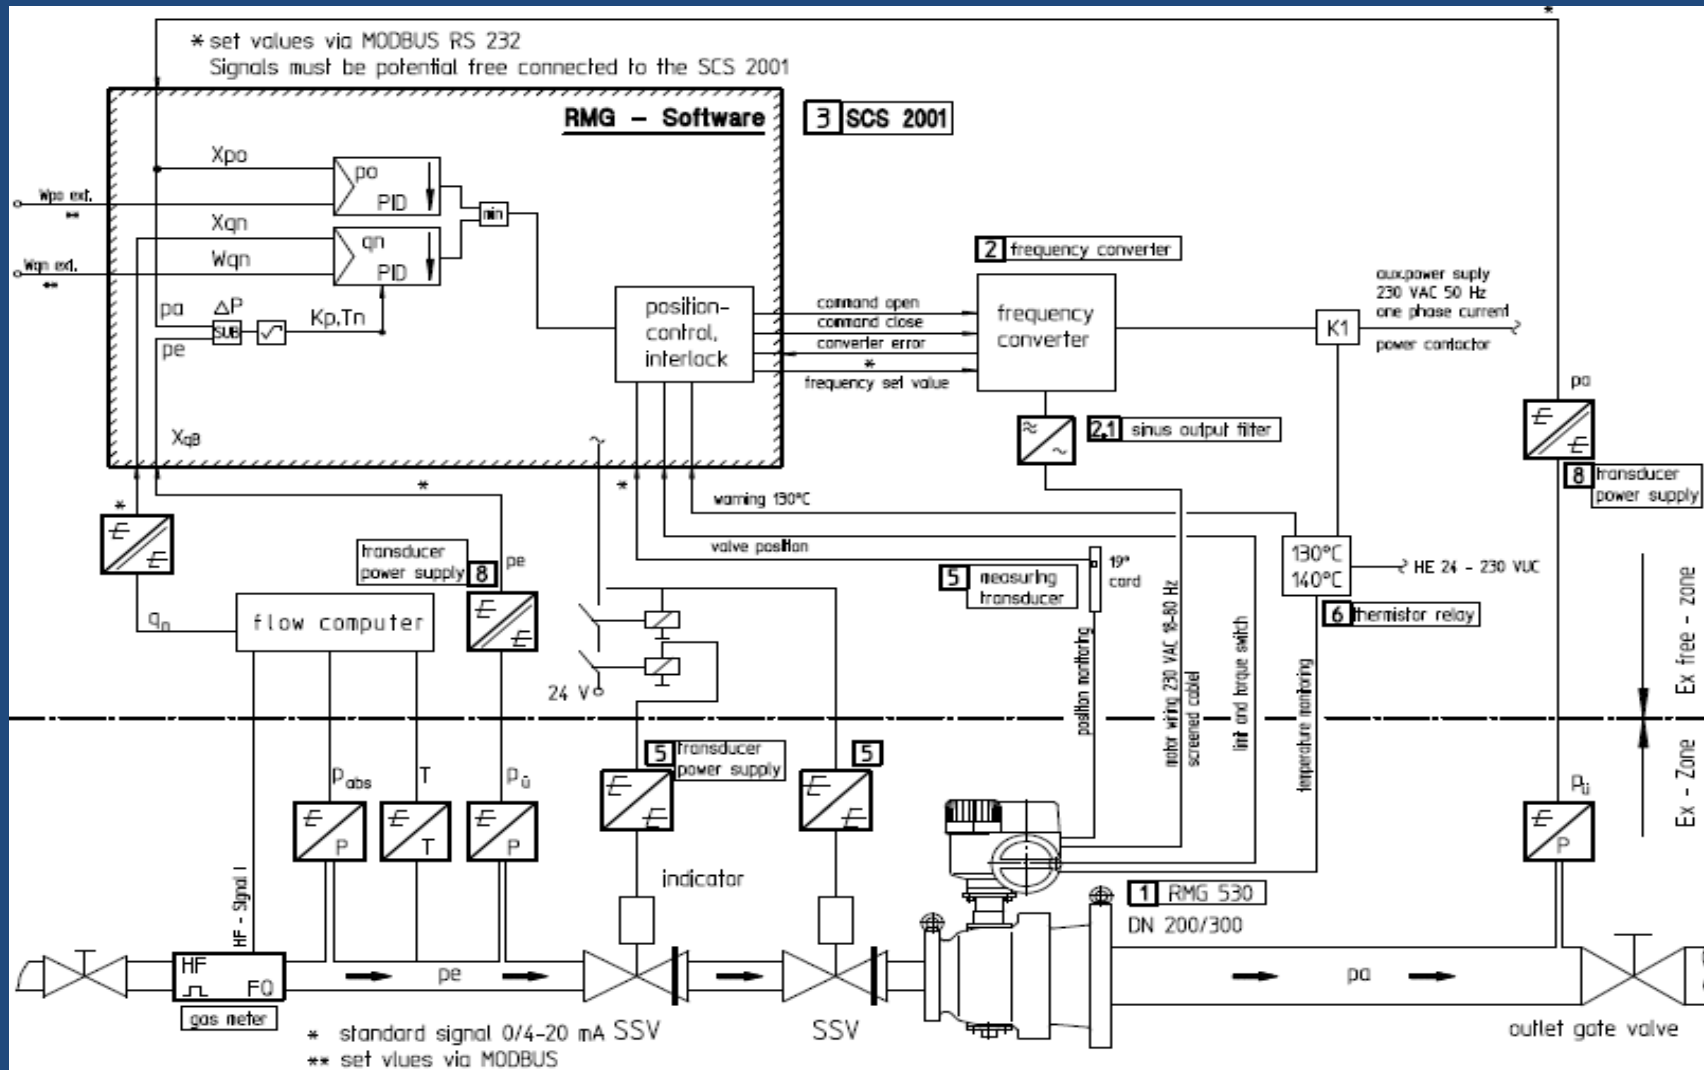 *
* set values via MODBUS RS 232
Signals must be potential free connected to the SCS 2001
RMG - Software
3 SCS 2001
Xpa
pa
PID
Wpa ext.
**
min
Xqn
qn
PID
Wqn
Wqn ext.
**
2 frequency converter
aux.power suply
230 VAC 50 Hz
one phase current
power contactor
pa
ΔP
SUB
Kp,Tn
pe
position-
control,
interlock
command open
command close
converter error
*
frequency set value
frequency
converter
K1
pa
E
E
8 transducer
power supply
2.1 sinus output filter
≈
~
XqB
~
*
*
*
warning 130°C
valve position
E
E
transducer
power supply 8
pe
5 measuring
transducer
19"
card
130°C
140°C
HE 24 - 230 VUC
6 thermistor relay
qn
flow computer
E
E
24 V
position monitoring
motor wiring 230 VAC 18-80 Hz
screened cablel
limit and torque switch
temperature monitoring
Ex free - zone
Ex - Zone
Pabs
T
Pü
5 transducer
power supply
5
Pü
E
P
E
T
E
P
E
E
E
E
E
P
HF - Signal I
indicator
1 RMG 530
DN 200/300
HF
FQ
pe
pa
gas meter
SSV
SSV
outlet gate valve
* standard signal 0/4-20 mA
** set vlues via MODBUS